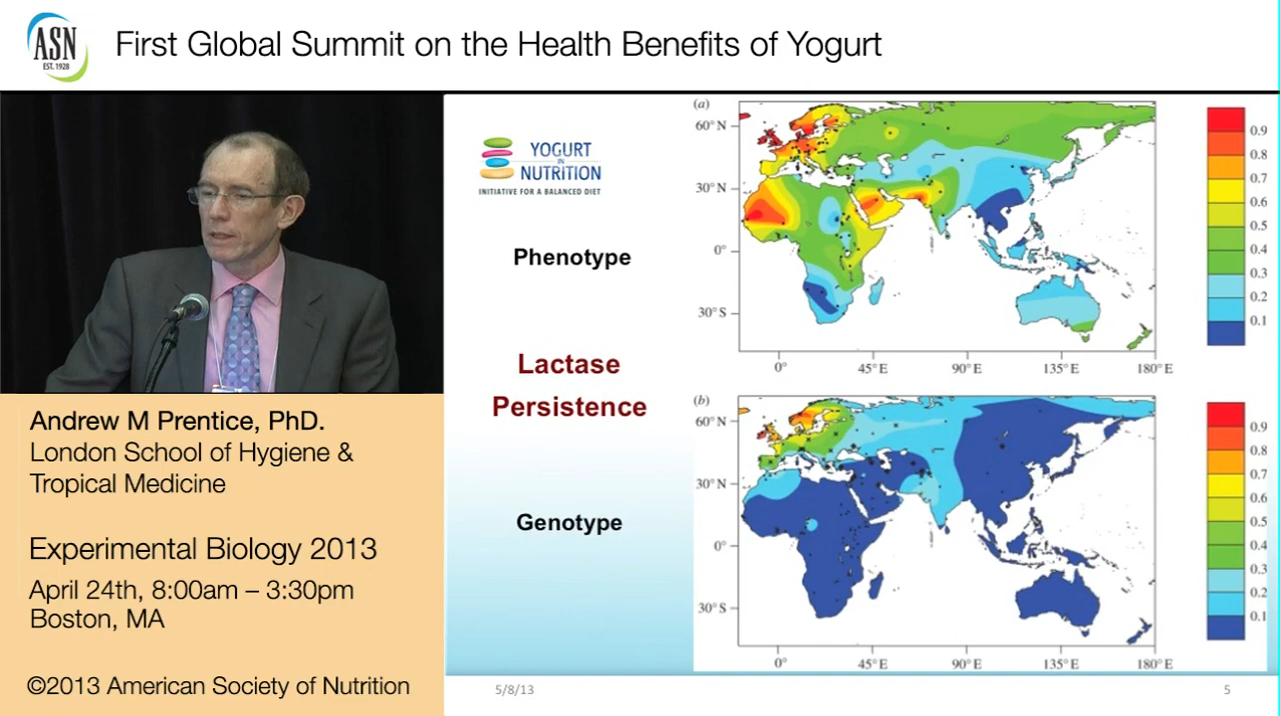 ASN
EST. 1928
First Global Summit on the Health Benefits of Yogurt
YOGURT
IN
NUTRITION
INITIATIVE FOR A BALANCED DIET
Phenotype
Lactase
Persistence
Genotype
(a)
60°N
30°N
0°
30°S
0°
45°E
90°E
135°E
180°E
0.9
0.8
0.7
0.6
0.5
0.4
0.3
0.2
0.1
(b)
60°N
30°N
0°
30°S
0°
45°E
90°E
135°E
180°E
0.9
0.8
0.7
0.6
0.5
0.4
0.3
0.2
0.1
Andrew M Prentice, PhD.
London School of Hygiene &
Tropical Medicine
Experimental Biology 2013
April 24th, 8:00am – 3:30pm
Boston, MA
©2013 American Society of Nutrition
5/8/13
5